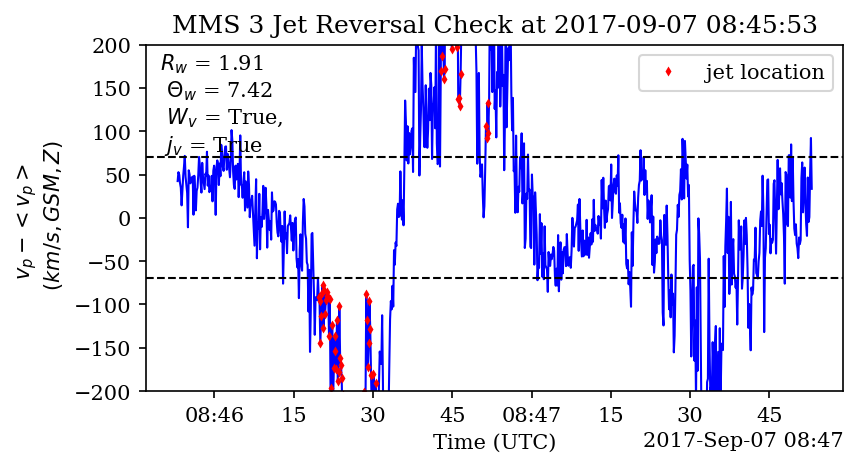 MMS 3 Jet Reversal Check at 2017-09-07 08:45:53
R_w = 1.91
Θ_w = 7.42
W_v = True,
j_v = True
jet location
v_p − < v_p >
(km/s, GSM, Z)
200
150
100
50
0
−50
−100
−150
−200
08:46 15 30 45 08:47 15 30 45
Time (UTC)
2017-Sep-07 08:47